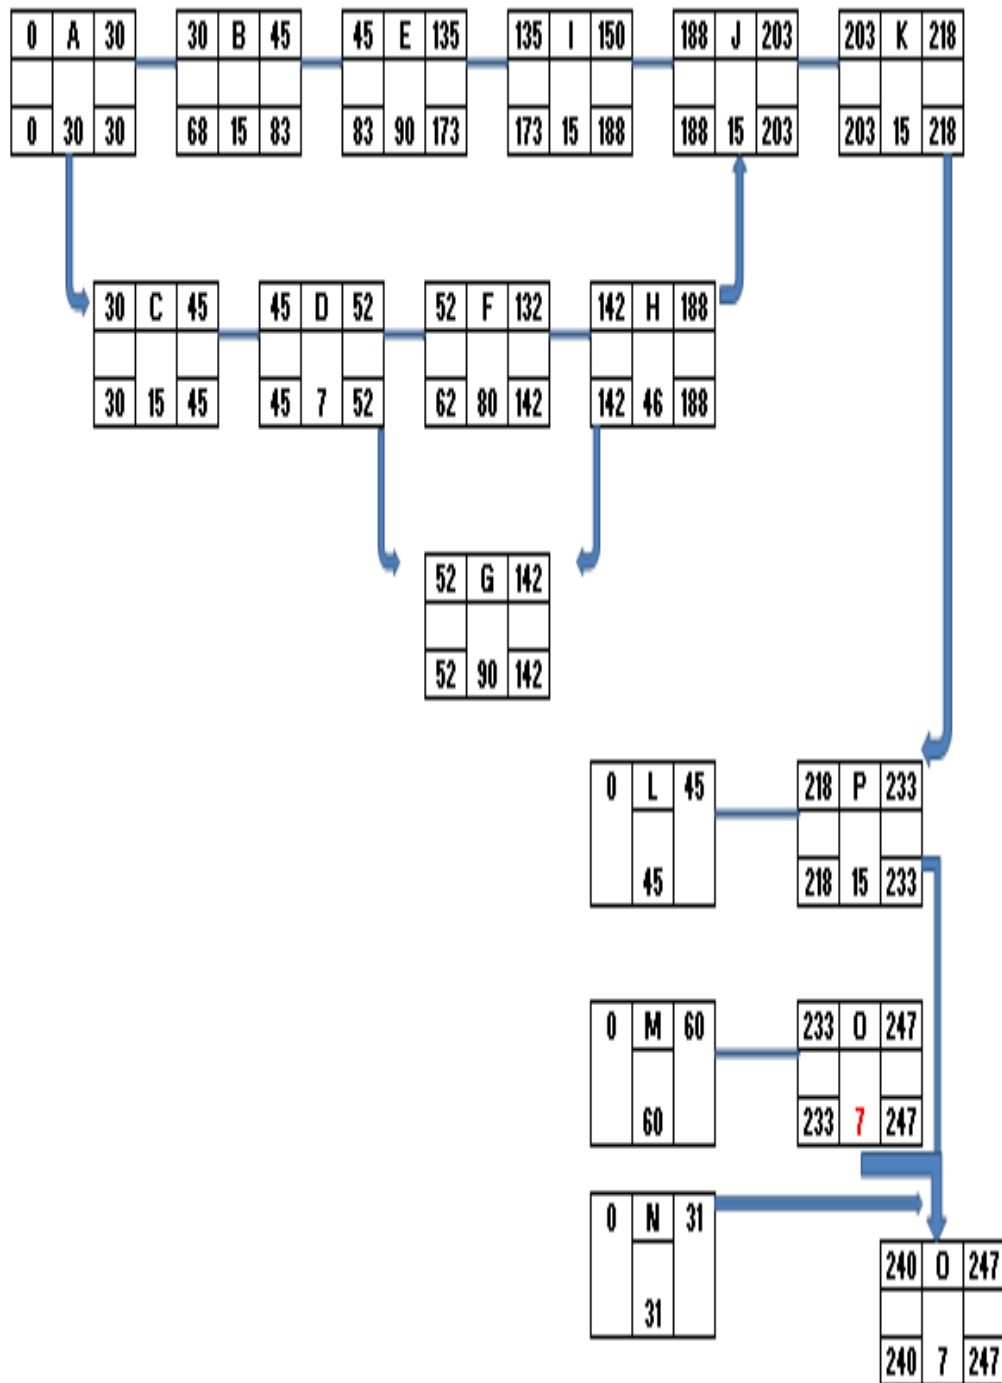 0 A 30 30 B 45 45 E 135 135 I 150 188 J 203 203 K 218
0 30 30 68 15 83 83 90 173 173 15 188 188 15 203 203 15 218
30 C 45 45 D 52 52 F 132 142 H 188
30 15 45 45 7 52 62 80 142 142 46 188
52 G 142
52 90 142
0 L 45 218 P 233
45 218 15 233
0 M 60 233 O 247
60 233 7 247
0 N 31
31
240 O 247
240 7 247